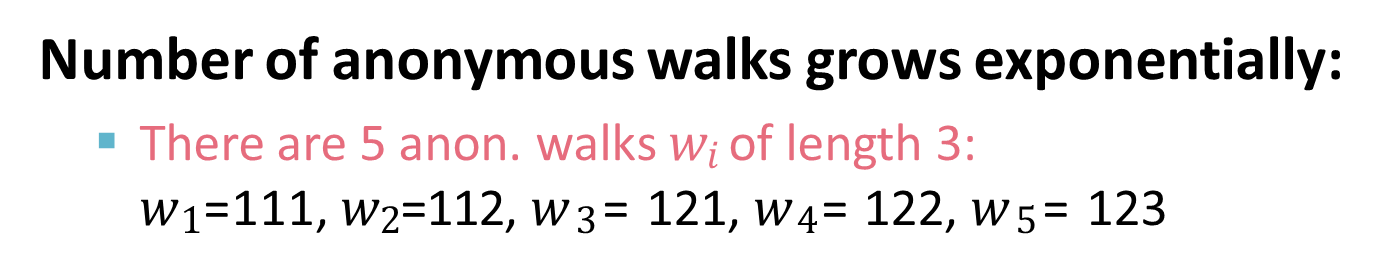 Number of anonymous walks grows exponentially:
▪ There are 5 anon. walks 𝑤ᵢ of length 3:
𝑤₁=111, 𝑤₂=112, 𝑤₃= 121, 𝑤₄= 122, 𝑤₅= 123